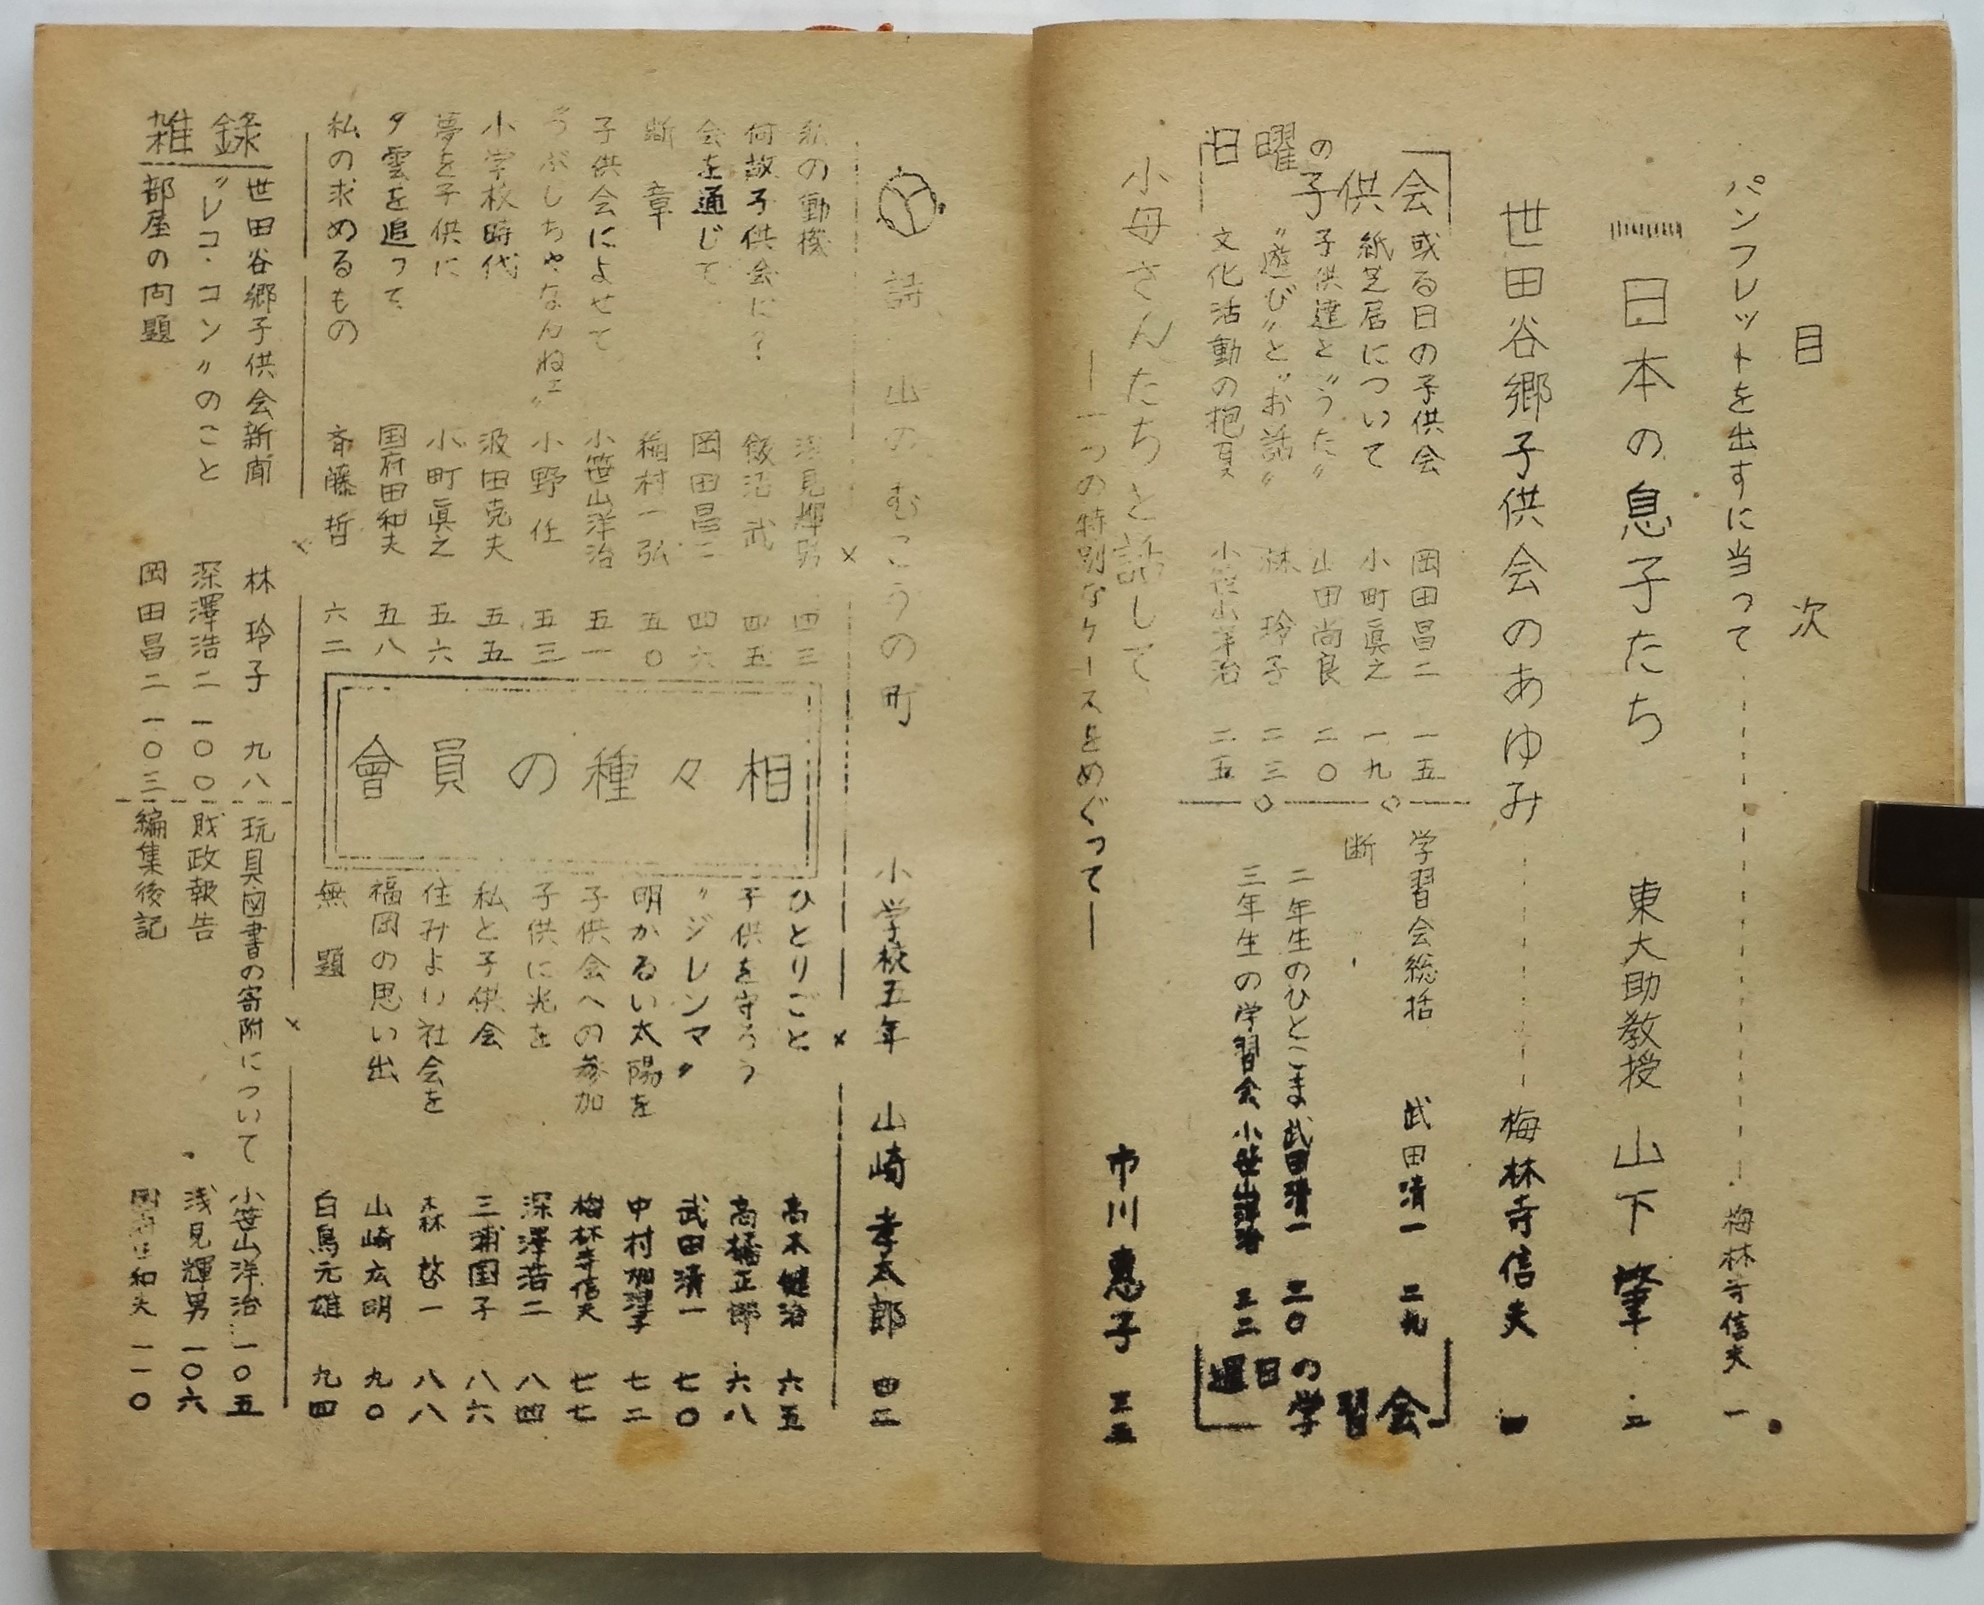 目 次
パンフレットを出すに当って 梅林寺信夫 一
日本の息子たち 東大助教授 山下肇 二
世田谷郷子供会のあゆみ 梅林寺信夫
日曜の子供会
或る日の子供会 岡田昌二 一五
紙芝居について 小町眞之 一九
子供達と〝うた〟 山田尚良 二〇
〝遊び〟と〝お話〟 林 玲子 二三
文化活動の抱負 小笹山洋治 二五
学習会総括 武田清一 二九
断
二年生のひとこま 武田清一 三〇
三年生の学習会 小笹山洋治 三二
週日の学習会
小母さんたちと話して
―一つの特別なケースをめぐって―
市川惠子 三五
詩 山のむこうの町 小学校五年 山崎孝太郎 四二
私の動機 浅見輝男 四三
何故子供会に? 飯沼武 四五
会を通じて 岡田昌二 四六
断章 稲村一弘 五〇
子供会によせて 小笹山洋治 五一
うぶしちゃなんねェ〟 小野 任 五三
小学校時代 汲田克夫 五五
夢を子供に 小町眞之 五六
夕雲を追って 国府田和夫 五八
私の求めるもの 斉藤哲 六二
相々種の員會
ひとりごと 高木健治 六五
子供を守ろう 高橋正郎 六八
〝ジレンマ〟 武田清一 七〇
明かるい太陽を 中村加津子 七二
子供会への参加 梅林寺信夫 七七
子供に光を 深澤浩二 八四
私と子供会 三浦国子 八六
住みよい社会を 森 啓一 八八
福岡の思い出 山崎広明 九〇
無題 白鳥元雄 九四
雑録
世田谷郷子供会新聞 林 玲子 九八
〝レコ・コン〟のこと 深澤浩二 一〇〇
部屋の問題 岡田昌二 一〇三
玩具図書の寄附について 小笹山洋治 一〇五
財政報告 浅見輝男 一〇六
編集後記 国府田和夫 一一〇